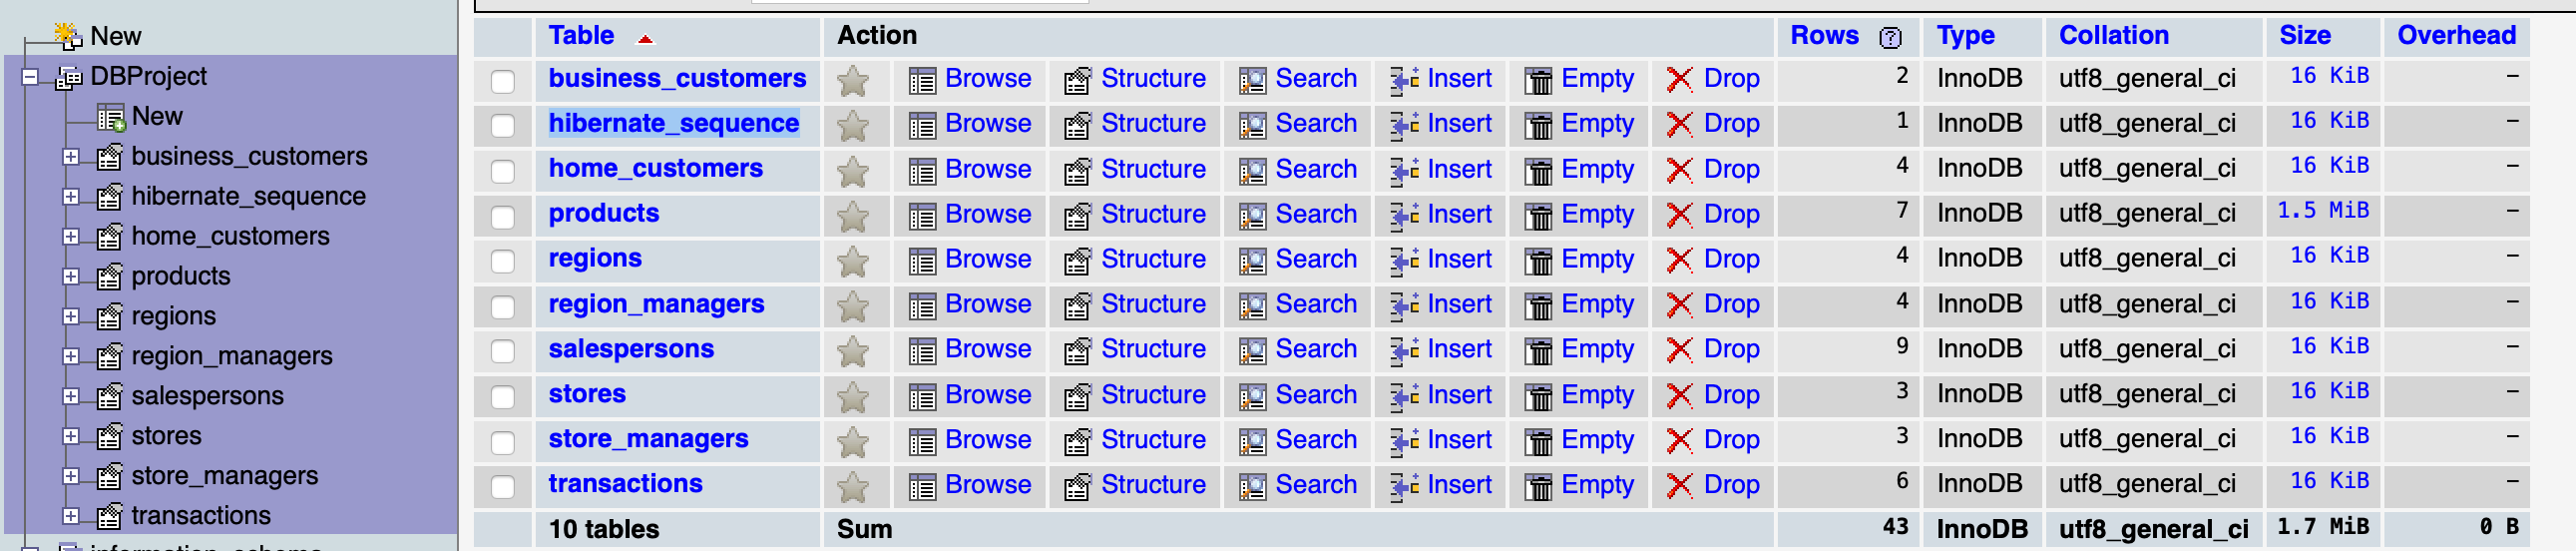 New
DBProject
New
business_customers
hibernate_sequence
home_customers
products
regions
region_managers
salespersons
stores
store_managers
transactions
information_schema
Table Action Rows Type Collation Size Overhead
business_customers Browse Structure Search Insert Empty Drop 2 InnoDB utf8_general_ci 16 KiB –
hibernate_sequence Browse Structure Search Insert Empty Drop 1 InnoDB utf8_general_ci 16 KiB –
home_customers Browse Structure Search Insert Empty Drop 4 InnoDB utf8_general_ci 16 KiB –
products Browse Structure Search Insert Empty Drop 7 InnoDB utf8_general_ci 1.5 MiB –
regions Browse Structure Search Insert Empty Drop 4 InnoDB utf8_general_ci 16 KiB –
region_managers Browse Structure Search Insert Empty Drop 4 InnoDB utf8_general_ci 16 KiB –
salespersons Browse Structure Search Insert Empty Drop 9 InnoDB utf8_general_ci 16 KiB –
stores Browse Structure Search Insert Empty Drop 3 InnoDB utf8_general_ci 16 KiB –
store_managers Browse Structure Search Insert Empty Drop 3 InnoDB utf8_general_ci 16 KiB –
transactions Browse Structure Search Insert Empty Drop 6 InnoDB utf8_general_ci 16 KiB –
10 tables Sum 43 InnoDB utf8_general_ci 1.7 MiB 0 B